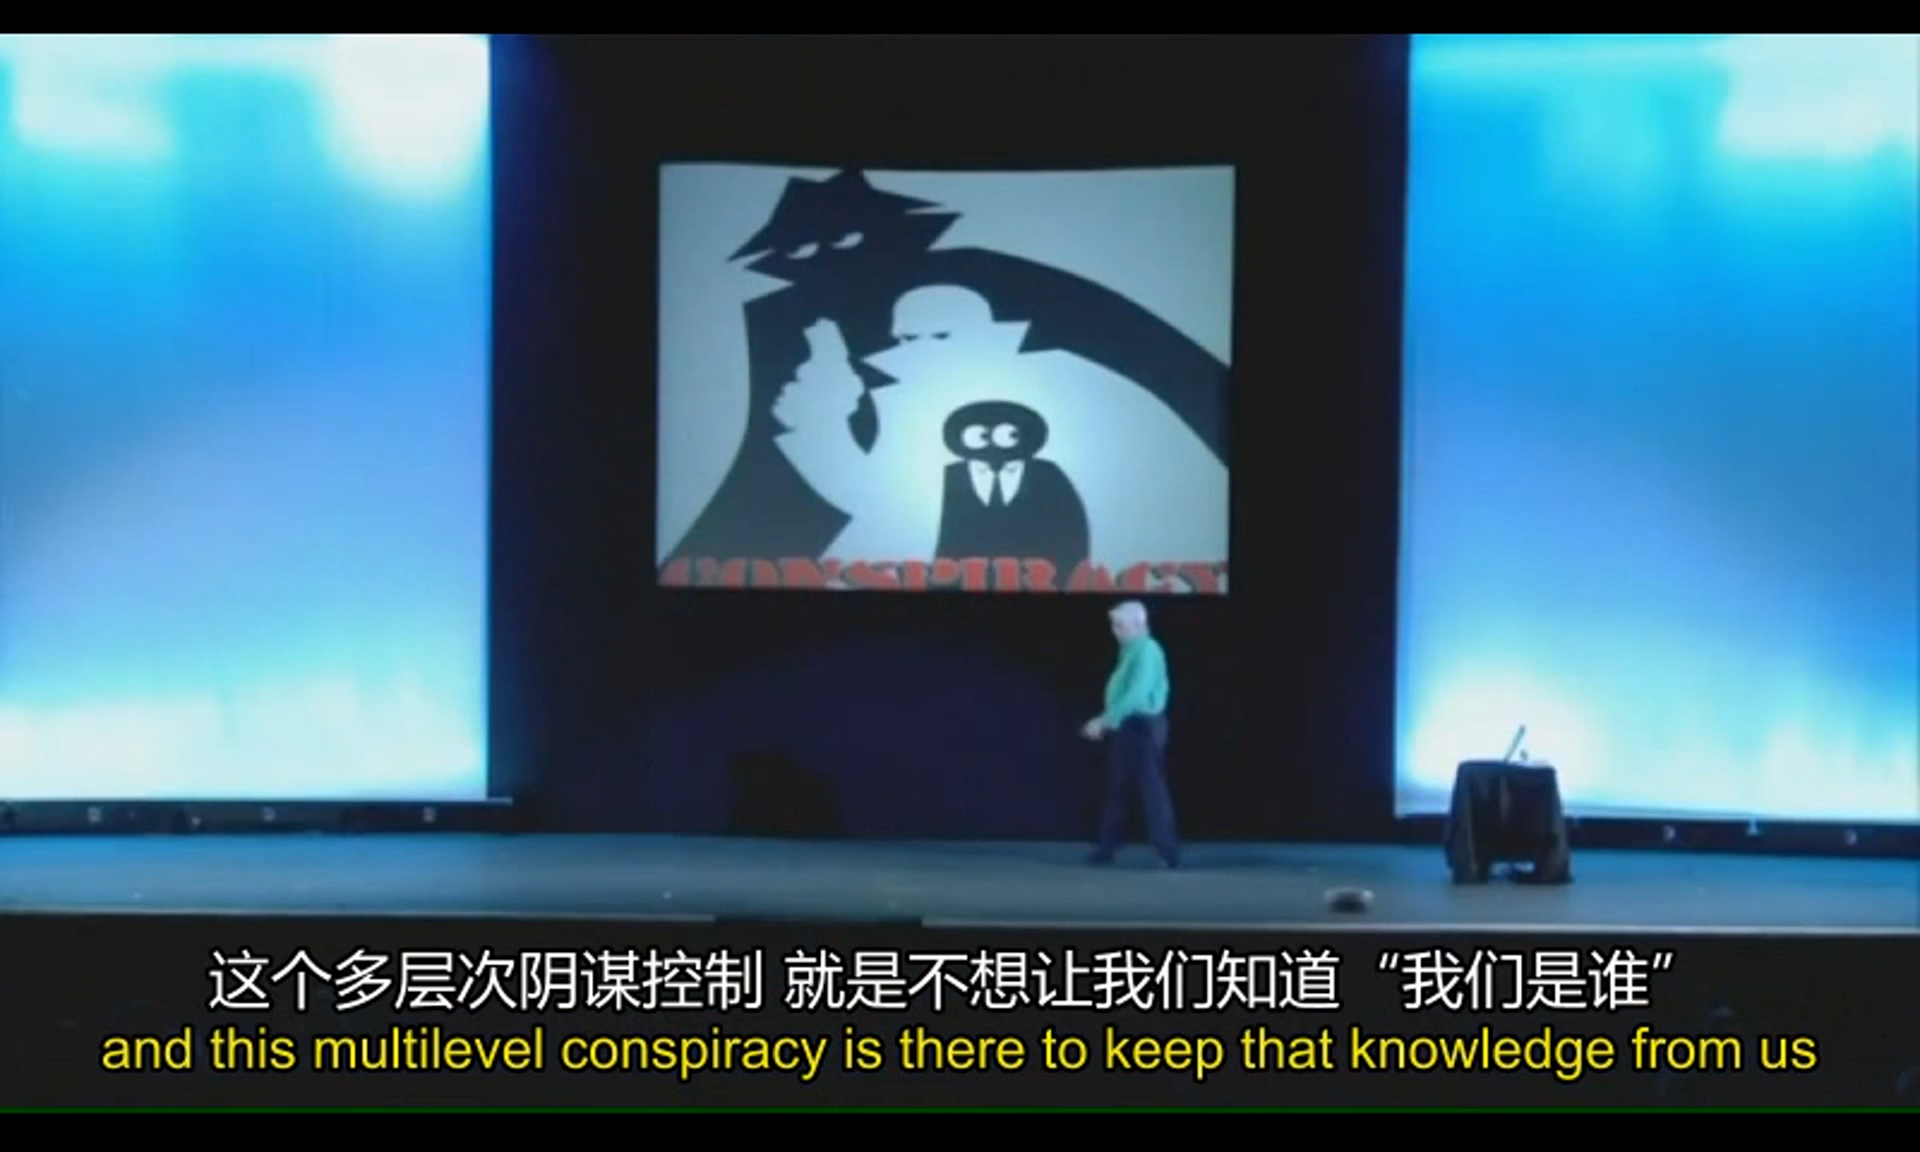 CONSPIRACY
这个多层次阴谋控制 就是不想让我们知道“我们是谁”
and this multilevel conspiracy is there to keep that knowledge from us